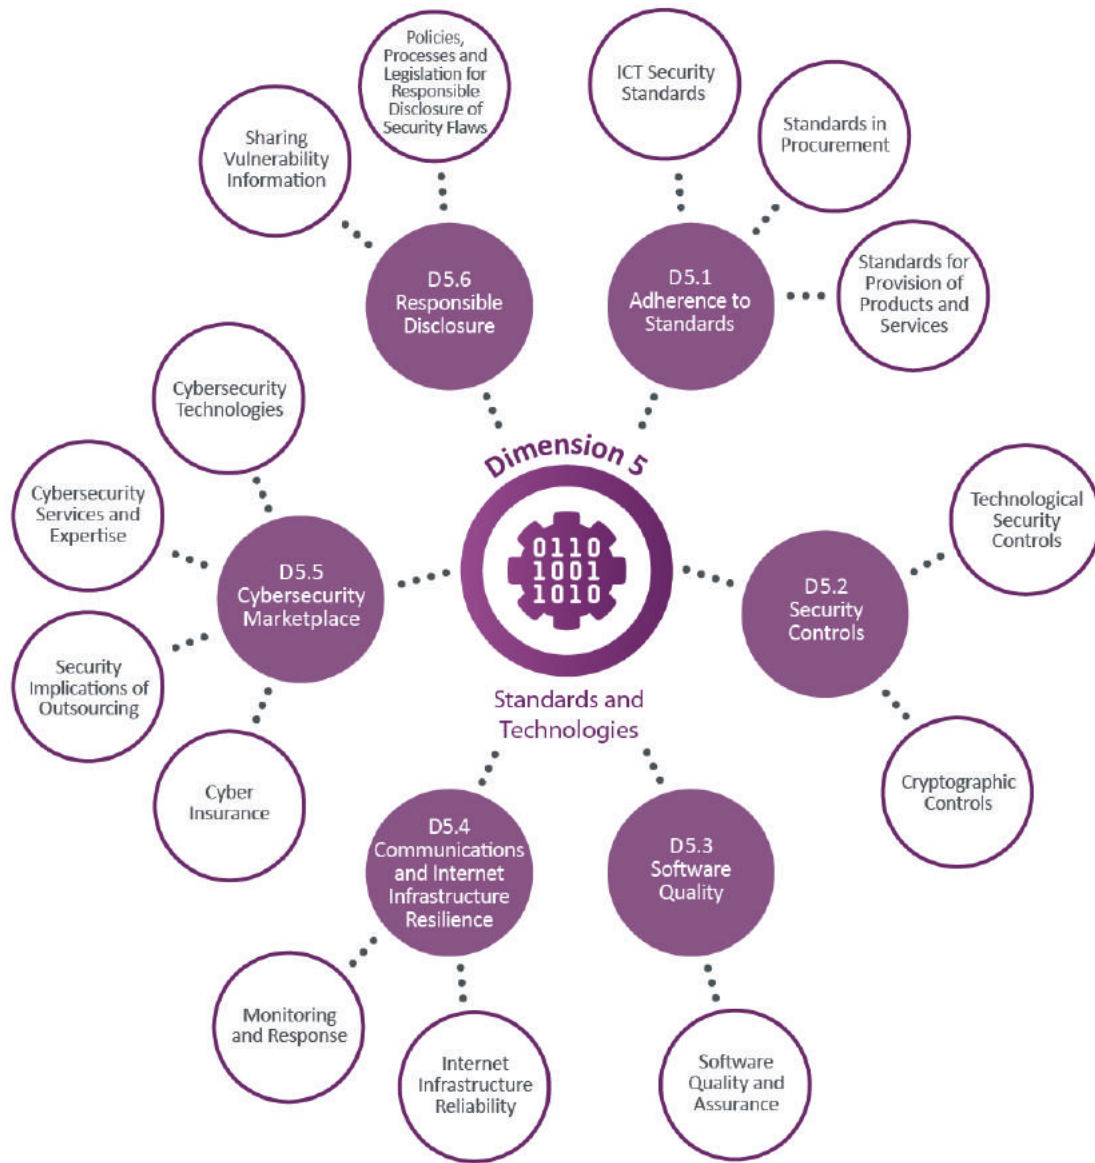 Policies,
Processes and
Legislation for
Responsible
Disclosure of
Security Flaws
Sharing
Vulnerability
Information
D5.6
Responsible
Disclosure
ICT Security
Standards
Standards in
Procurement
Standards for
Provision of
Products and
Services
D5.1
Adherence to
Standards
Dimension 5
0110
1001
1010
Standards and
Technologies
Technological
Security
Controls
D5.2
Security
Controls
Cryptographic
Controls
D5.3
Software
Quality
Software
Quality and
Assurance
D5.4
Communications
and Internet
Infrastructure
Resilience
Monitoring
and Response
Internet
Infrastructure
Reliability
D5.5
Cybersecurity
Marketplace
Cybersecurity
Technologies
Cybersecurity
Services and
Expertise
Security
Implications of
Outsourcing
Cyber
Insurance